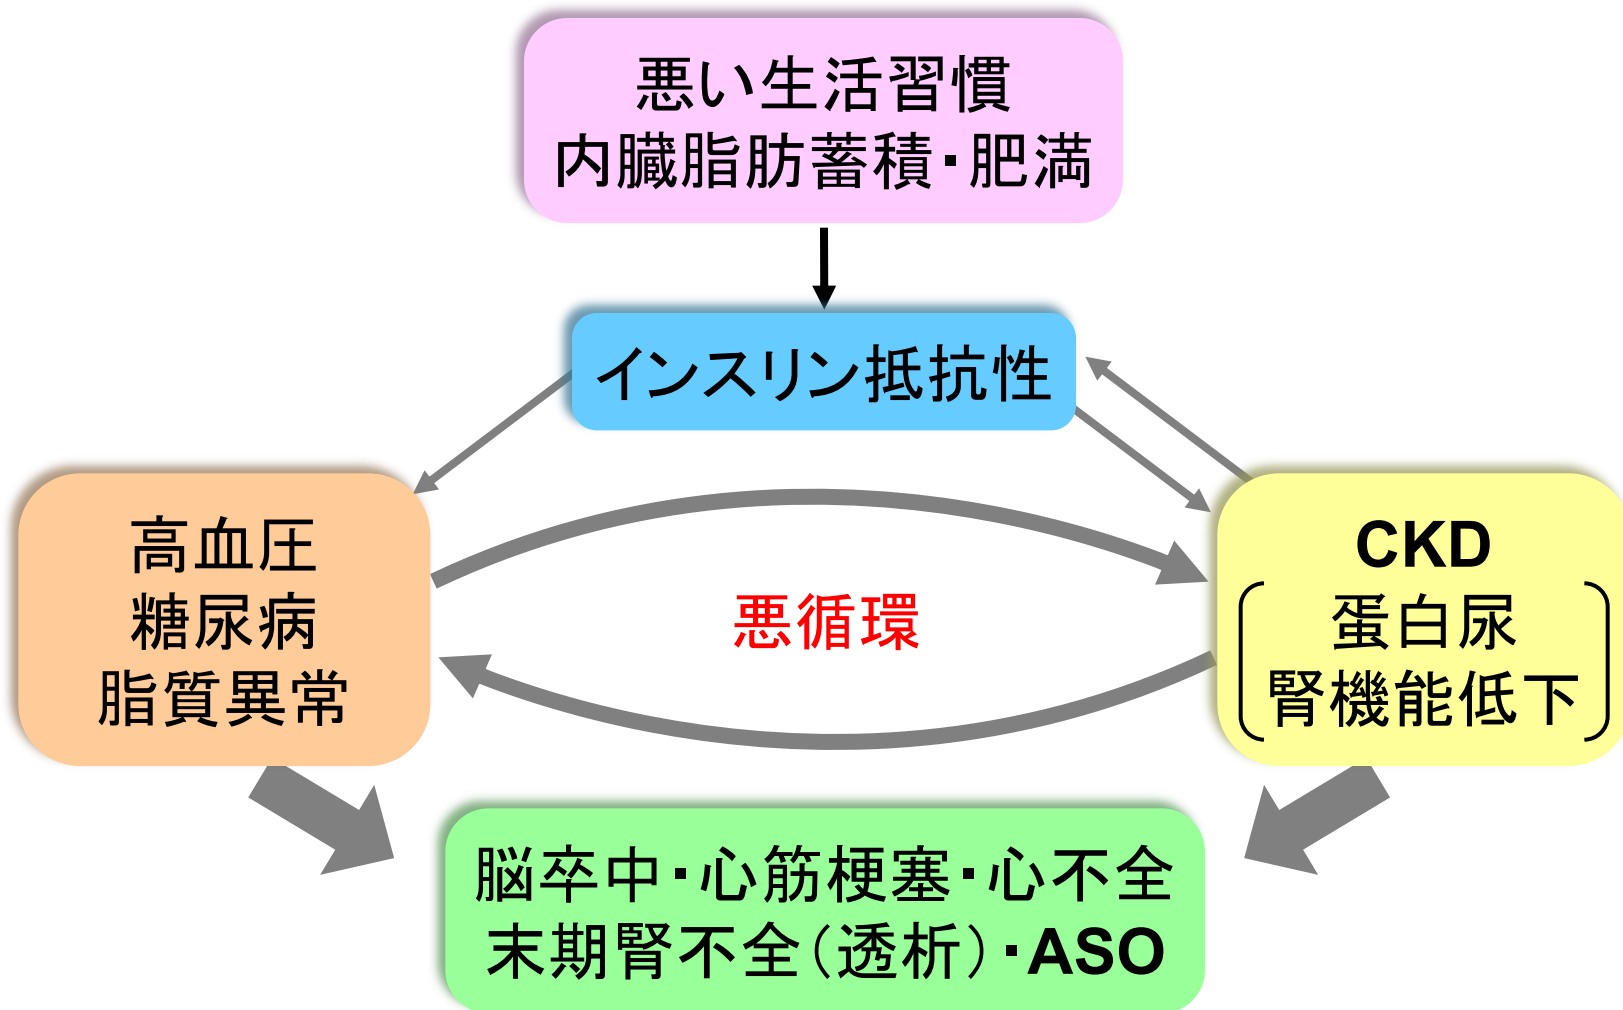 悪い生活習慣
内臓脂肪蓄積・肥満
インスリン抵抗性
高血圧
糖尿病
脂質異常
悪循環
CKD
蛋白尿
腎機能低下
脳卒中・心筋梗塞・心不全
末期腎不全（透析）・ASO